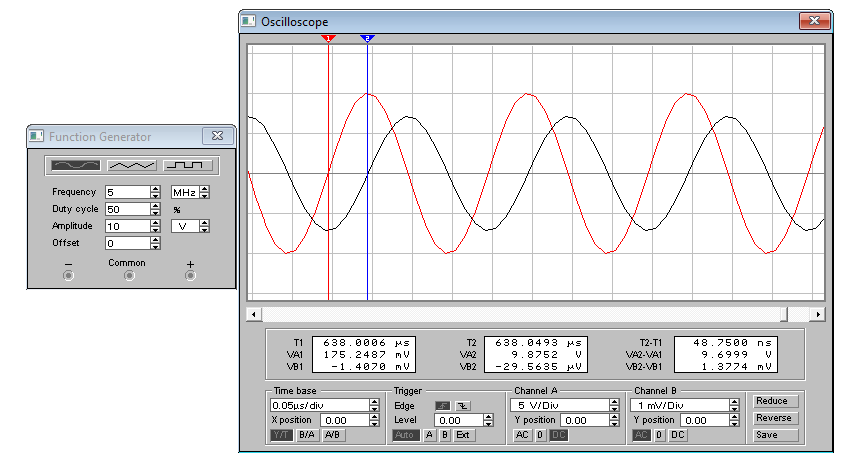 Oscilloscope
1 2
Function Generator
Frequency 5 MHz
Duty cycle 50 %
Amplitude 10 V
Offset 0
− Common +
T1 638.0006 µs T2 638.0493 µs T2-T1 48.7500 ns
VA1 175.2487 mV VA2 9.8752 V VA2-VA1 9.6999 V
VB1 -1.4070 mV VB2 -29.5635 µV VB2-VB1 1.3774 mV
Time base Trigger Channel A Channel B
0.05µs/div Edge 5 V/Div 1 mV/Div Reduce
X position 0.00 Level 0.00 Y position 0.00 Y position 0.00 Reverse
Y/T B/A A/B Auto A B Ext AC 0 DC AC 0 DC Save